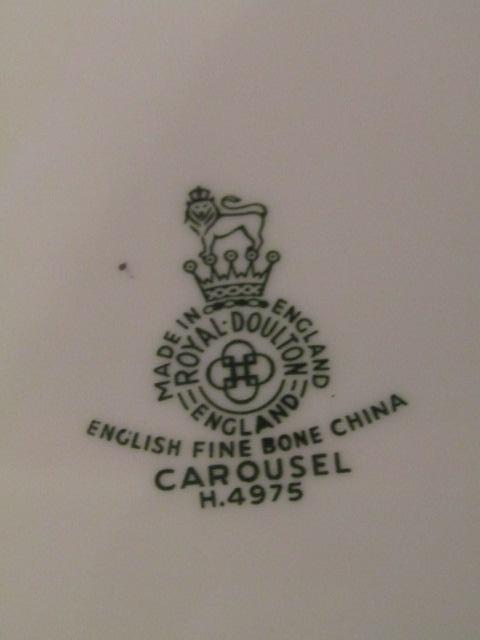 MADE IN ENGLAND
ROYAL·DOULTON
ENGLAND
ENGLISH FINE BONE CHINA
CAROUSEL
H.4975